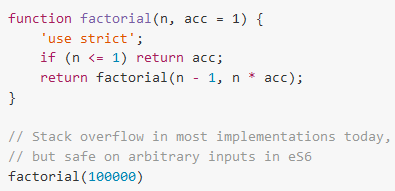 function factorial(n, acc = 1) {
    'use strict';
    if (n <= 1) return acc;
    return factorial(n - 1, n * acc);
}

// Stack overflow in most implementations today,
// but safe on arbitrary inputs in eS6
factorial(100000)